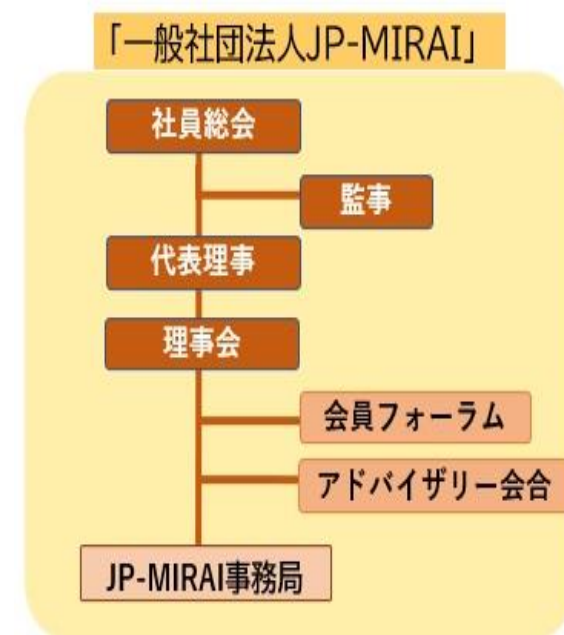 「一般社団法人JP-MIRAI」
社員総会
監事
代表理事
理事会
会員フォーラム
アドバイザリー会合
JP-MIRAI事務局